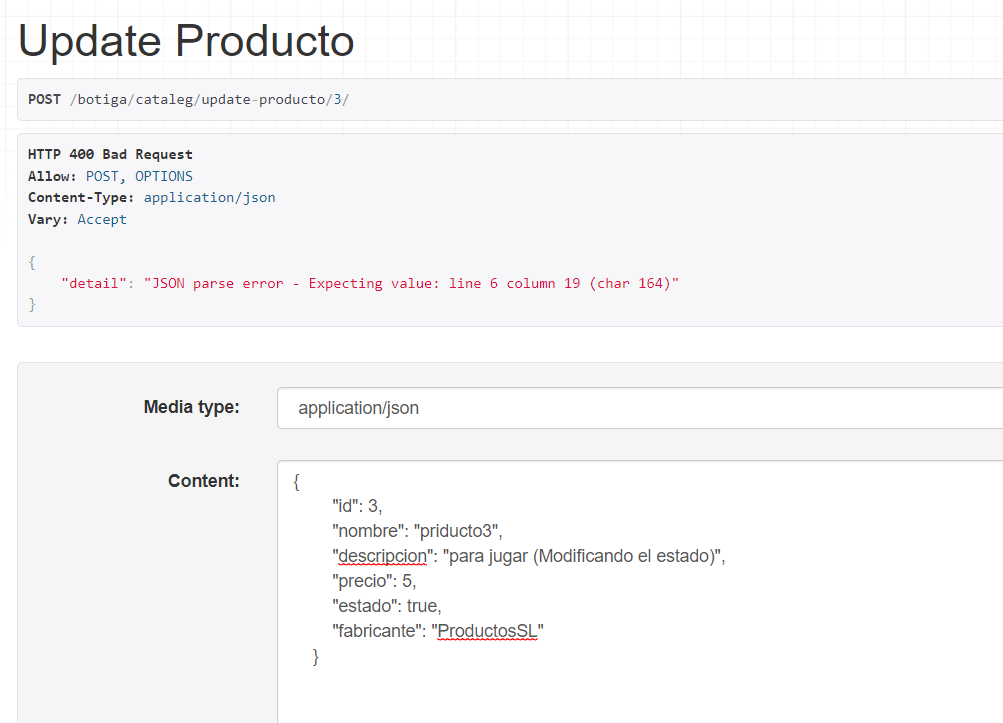 Update Producto
POST /botiga/cataleg/update-producto/3/
HTTP 400 Bad Request
Allow: POST, OPTIONS
Content-Type: application/json
Vary: Accept
{
"detail": "JSON parse error - Expecting value: line 6 column 19 (char 164)"
}
Media type:
application/json
Content:
{
"id": 3,
"nombre": "priducto3",
"descripcion": "para jugar (Modificando el estado)",
"precio": 5,
"estado": true,
"fabricante": "ProductosSL"
}